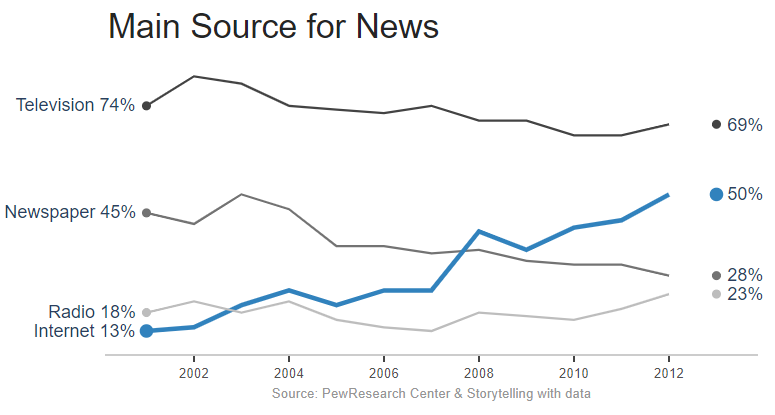 Main Source for News
Television 74%
69%
50%
Newspaper 45%
28%
23%
Radio 18%
Internet 13%
2002 2004 2006 2008 2010 2012
Source: PewResearch Center & Storytelling with data